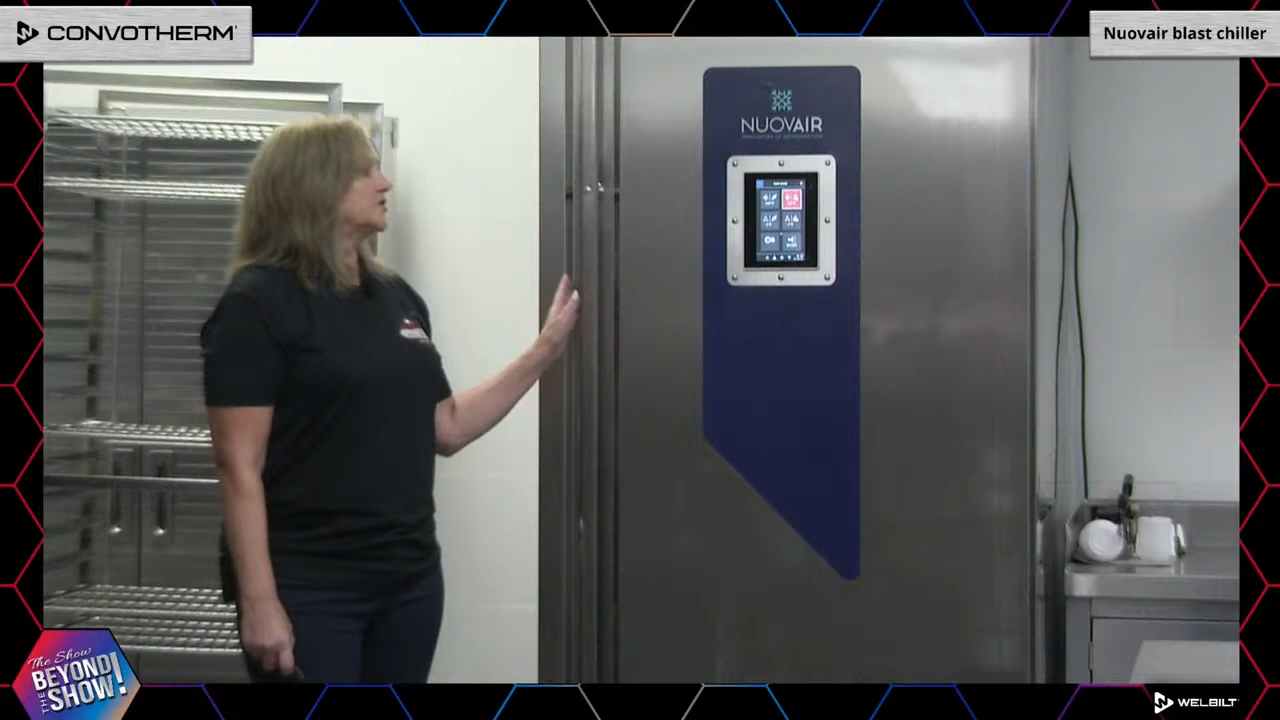 CONVOTHERM
Nuovair blast chiller
NUOVAIR
The Show
BEYOND
THE
SHOW!
WELBILT